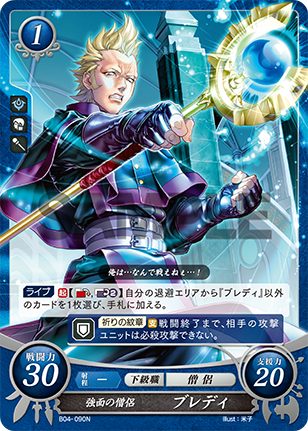 1
俺は…なんで戦えねぇ…!
ライブ 起 自分の退避エリアから『ブレディ』以外
のカードを1枚選び、手札に加える。
祈りの紋章 防 戦闘終了まで、相手の攻撃
ユニットは必殺攻撃できない。
戦闘力
30
射程
一
下級職
僧侶
支援力
20
強面の僧侶 ブレディ
B04-090N
illust:米子